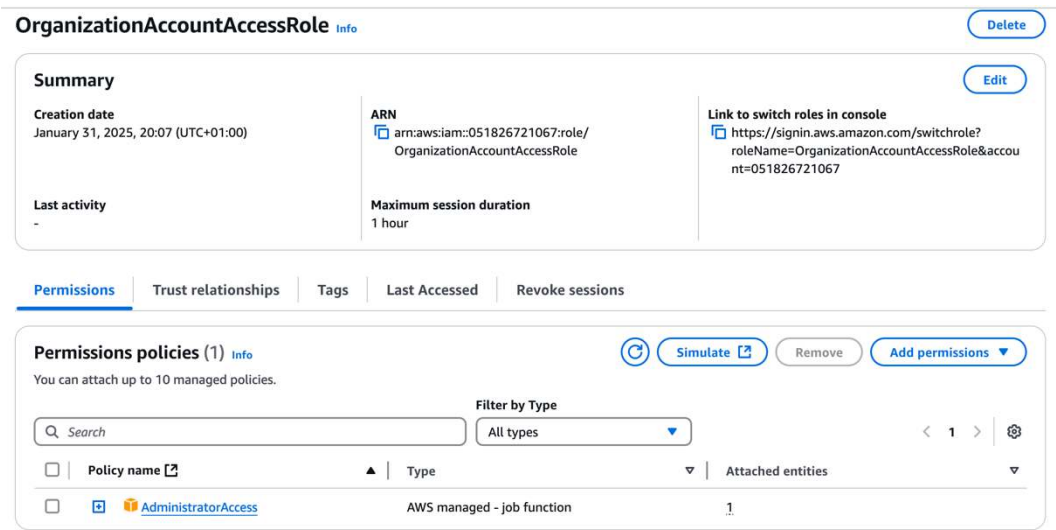 OrganizationAccountAccessRole Info
Delete
Summary
Edit
Creation date
January 31, 2025, 20:07 (UTC+01:00)
ARN
arn:aws:iam::051826721067:role/
OrganizationAccountAccessRole
Link to switch roles in console
https://signin.aws.amazon.com/switchrole?
roleName=OrganizationAccountAccessRole&accou
nt=051826721067
Last activity
-
Maximum session duration
1 hour
Permissions Trust relationships Tags Last Accessed Revoke sessions
Permissions policies (1) Info
Simulate Remove Add permissions
You can attach up to 10 managed policies.
Filter by Type
Search All types 1
Policy name Type Attached entities
AdministratorAccess AWS managed - job function 1